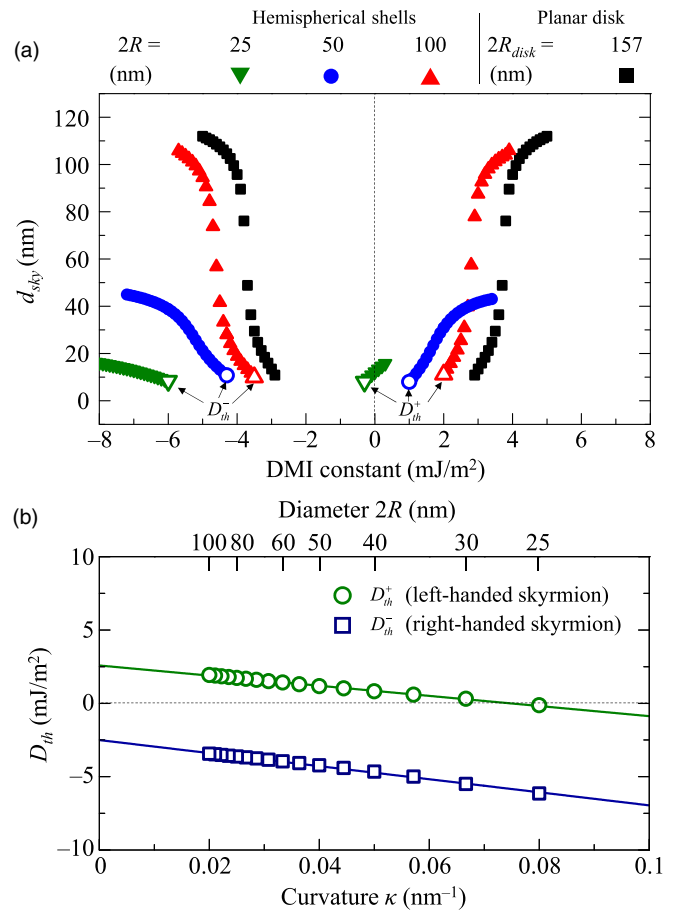 Hemispherical shells Planar disk
(a) 2R = 25 50 100 2R_disk = 157
(nm) (nm)
120
100
80
60
40
20
0
d_sky (nm)
D_th^- D_th^+
−8 −6 −4 −2 0 2 4 6 8
DMI constant (mJ/m²)
(b) Diameter 2R (nm)
100 80 60 50 40 30 25
10
5
0
−5
−10
D_th (mJ/m²)
D_th^+ (left-handed skyrmion)
D_th^- (right-handed skyrmion)
0 0.02 0.04 0.06 0.08 0.1
Curvature κ (nm⁻¹)